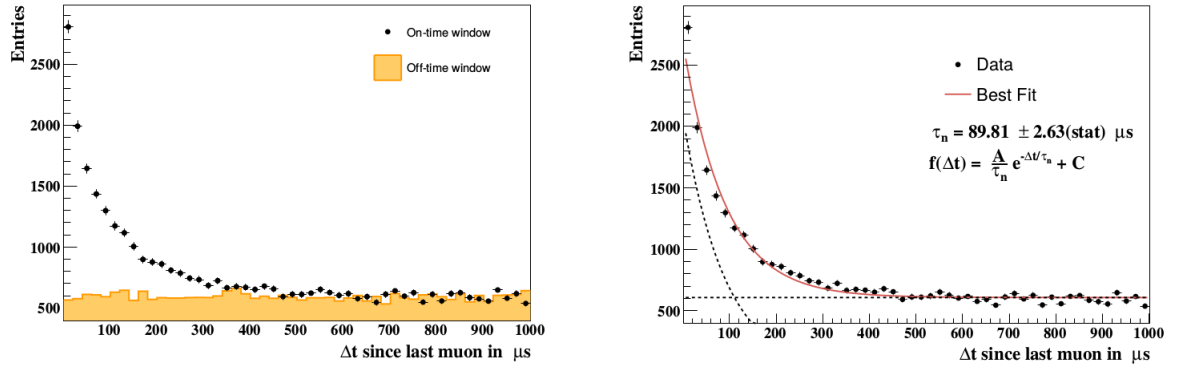 Entries
2500
2000
1500
1000
500
On-time window
Off-time window
100 200 300 400 500 600 700 800 900 1000
Δt since last muon in μs
Entries
2500
2000
1500
1000
500
Data
Best Fit
τn = 89.81 ± 2.63(stat) μs
f(Δt) = A/τn e^-Δt/τn + C
100 200 300 400 500 600 700 800 900 1000
Δt since last muon in μs